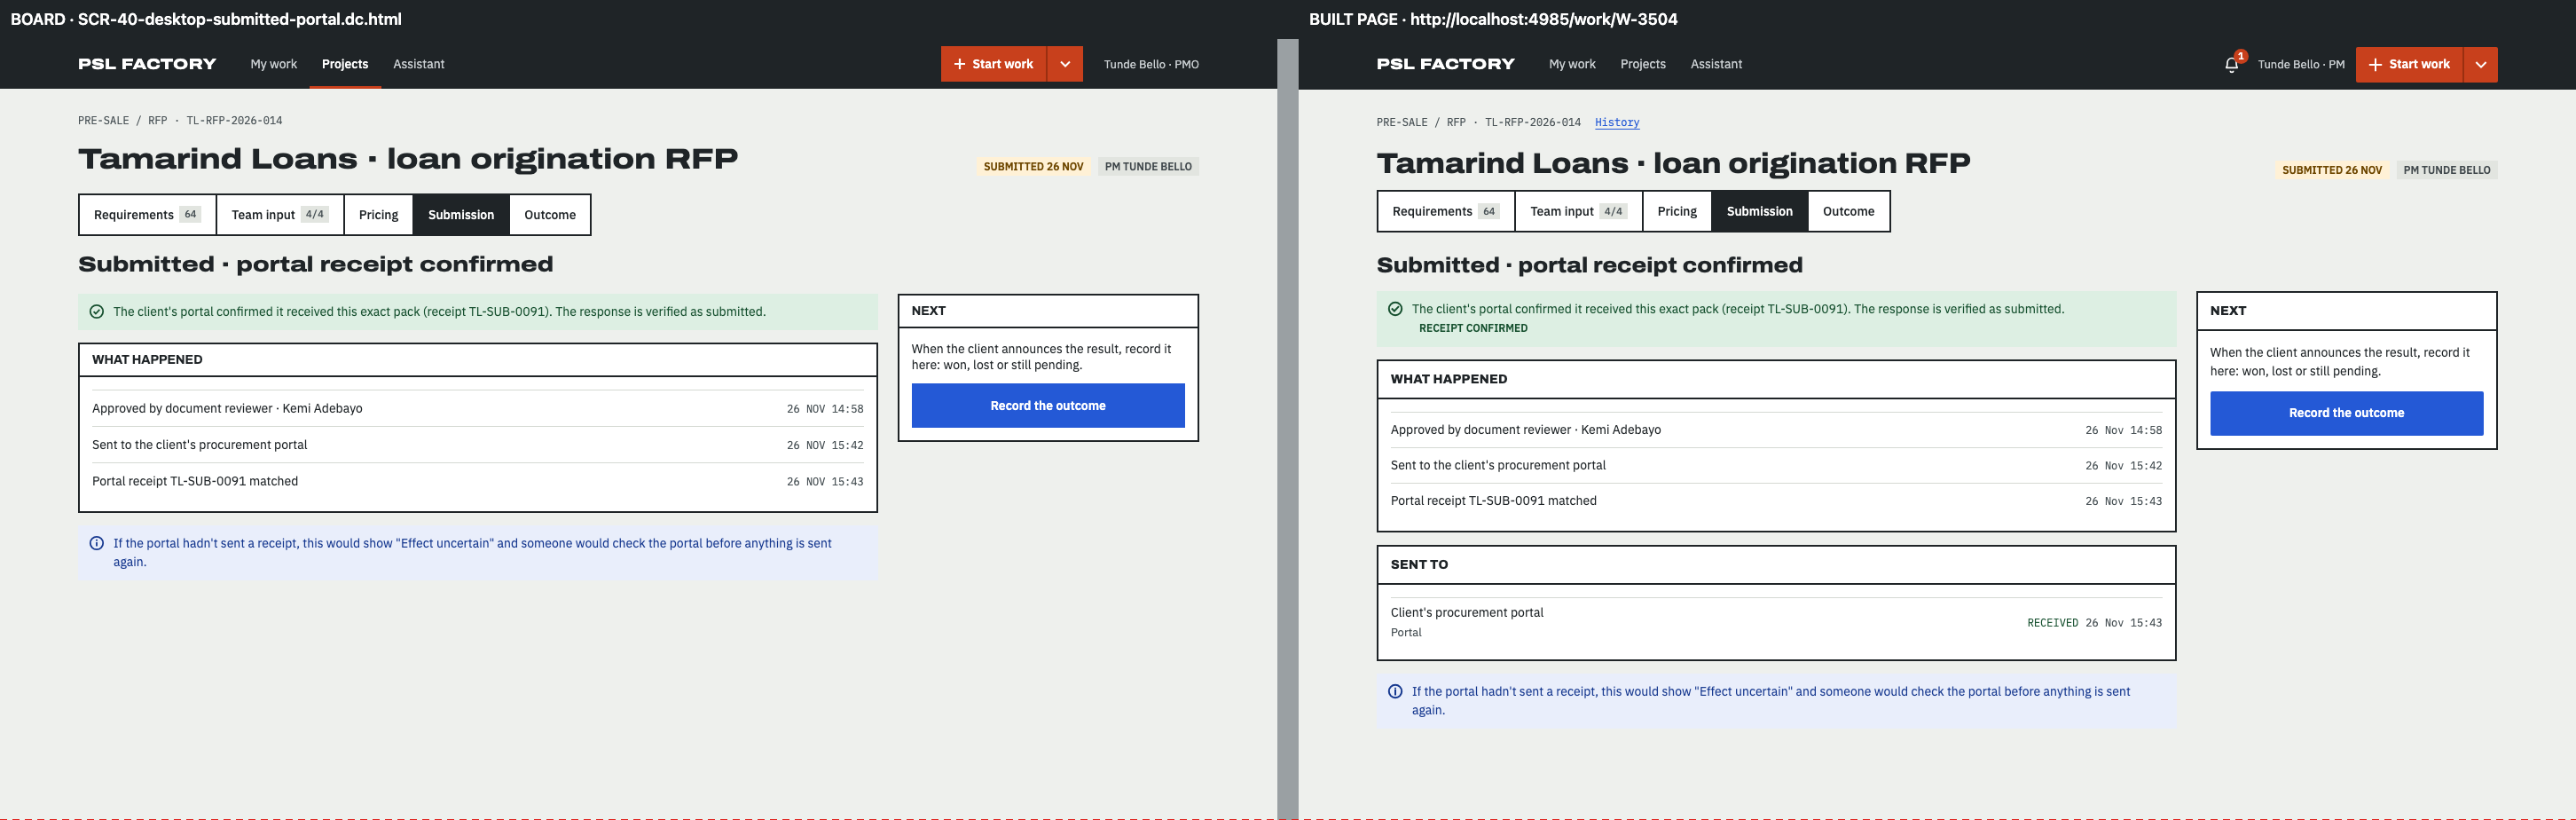 BOARD · SCR-40-desktop-submitted-portal.dc.html
PSL FACTORY
My work
Projects
Assistant
+ Start work
Tunde Bello · PMO
PRE-SALE / RFP · TL-RFP-2026-014
Tamarind Loans · loan origination RFP
SUBMITTED 26 NOV
PM TUNDE BELLO
Requirements 64
Team input 4/4
Pricing
Submission
Outcome
Submitted · portal receipt confirmed
The client's portal confirmed it received this exact pack (receipt TL-SUB-0091). The response is verified as submitted.
WHAT HAPPENED
Approved by document reviewer · Kemi Adebayo
26 NOV 14:58
Sent to the client's procurement portal
26 NOV 15:42
Portal receipt TL-SUB-0091 matched
26 NOV 15:43
If the portal hadn't sent a receipt, this would show "Effect uncertain" and someone would check the portal before anything is sent
again.
NEXT
When the client announces the result, record it
here: won, lost or still pending.
Record the outcome
BUILT PAGE · http://localhost:4985/work/W-3504
PSL FACTORY
My work
Projects
Assistant
1
Tunde Bello · PM
+ Start work
PRE-SALE / RFP · TL-RFP-2026-014 History
Tamarind Loans · loan origination RFP
SUBMITTED 26 NOV
PM TUNDE BELLO
Requirements 64
Team input 4/4
Pricing
Submission
Outcome
Submitted · portal receipt confirmed
The client's portal confirmed it received this exact pack (receipt TL-SUB-0091). The response is verified as submitted.
RECEIPT CONFIRMED
WHAT HAPPENED
Approved by document reviewer · Kemi Adebayo
26 Nov 14:58
Sent to the client's procurement portal
26 Nov 15:42
Portal receipt TL-SUB-0091 matched
26 Nov 15:43
SENT TO
Client's procurement portal
Portal
RECEIVED 26 Nov 15:43
If the portal hadn't sent a receipt, this would show "Effect uncertain" and someone would check the portal before anything is sent
again.
NEXT
When the client announces the result, record it
here: won, lost or still pending.
Record the outcome